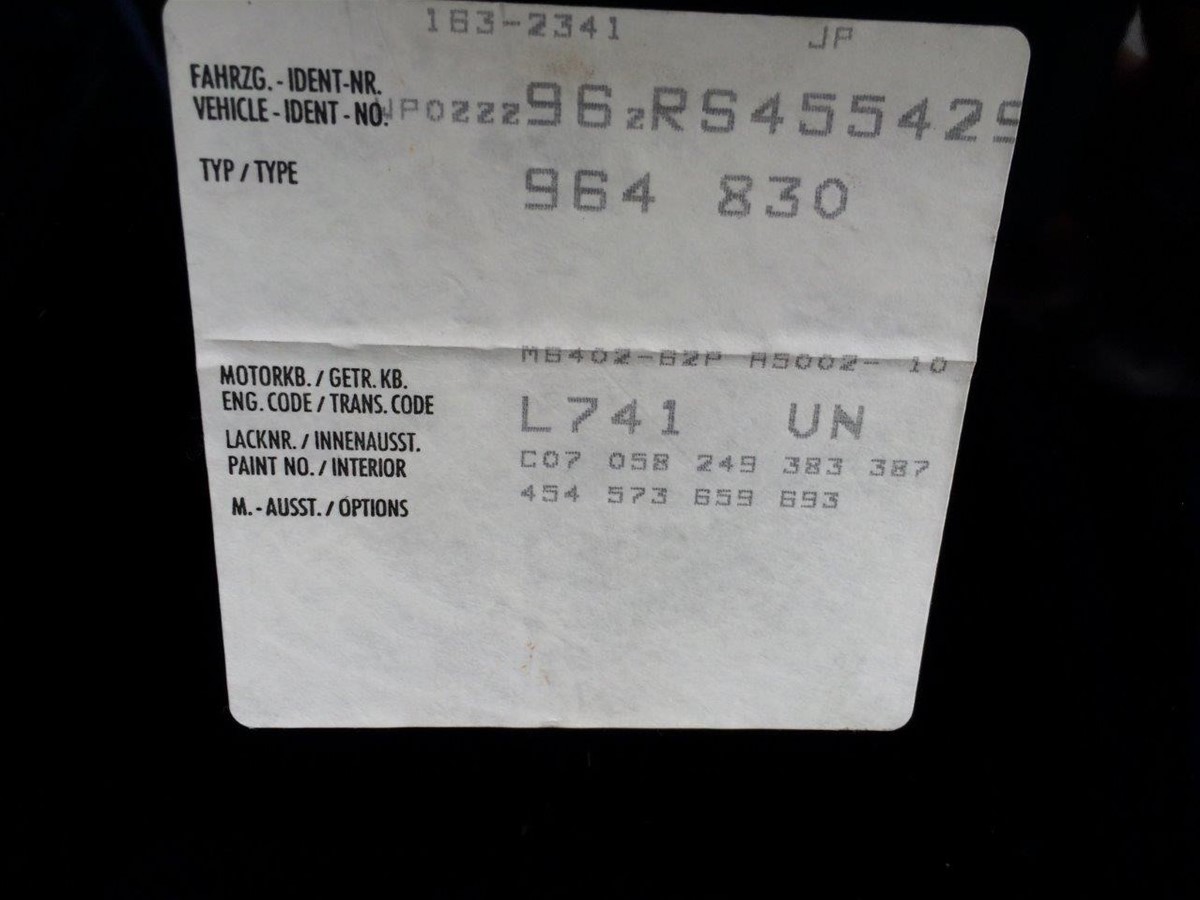 163-2341 JP
FAHRZG. - IDENT-NR.
VEHICLE - IDENT - NO. WP0ZZZ96ZRS455429
TYP / TYPE 964 830
M6402-62P A5002- 10
MOTORKB. / GETR. KB.
ENG. CODE / TRANS. CODE L741 UN
LACKNR. / INNENAUSST. C07 058 249 383 387
PAINT NO. / INTERIOR
M. - AUSST. / OPTIONS 454 573 659 693